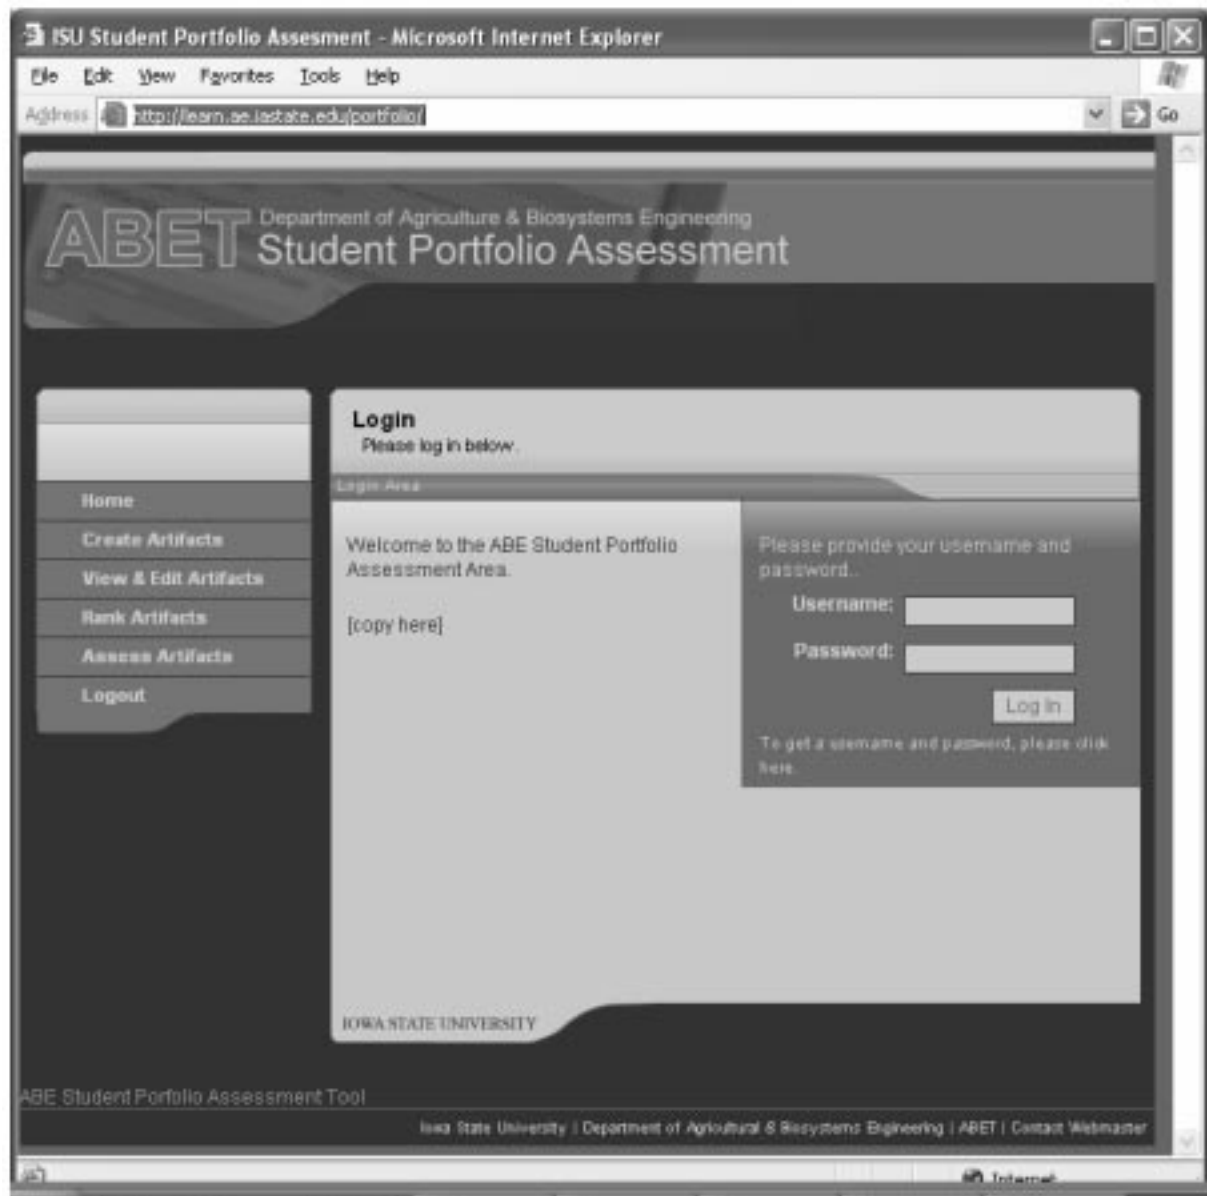 ISU Student Portfolio Assesment - Microsoft Internet Explorer
File Edit View Favorites Tools Help
Address http://learn.ae.iastate.edu/portfolio/ Go
ABET Department of Agriculture & Biosystems Engineering
Student Portfolio Assessment
Login
Please log in below.
Login Area
Home
Create Artifacts
View & Edit Artifacts
Rank Artifacts
Assess Artifacts
Logout
Welcome to the ABE Student Portfolio
Assessment Area.
[copy here]
Please provide your username and
password..
Username:
Password:
Log In
To get a username and password, please click
here.
IOWA STATE UNIVERSITY
ABE Student Porfolio Assessment Tool
Iowa State University | Department of Agricultural & Biosystems Engineering | ABET | Contact Webmaster
Internet